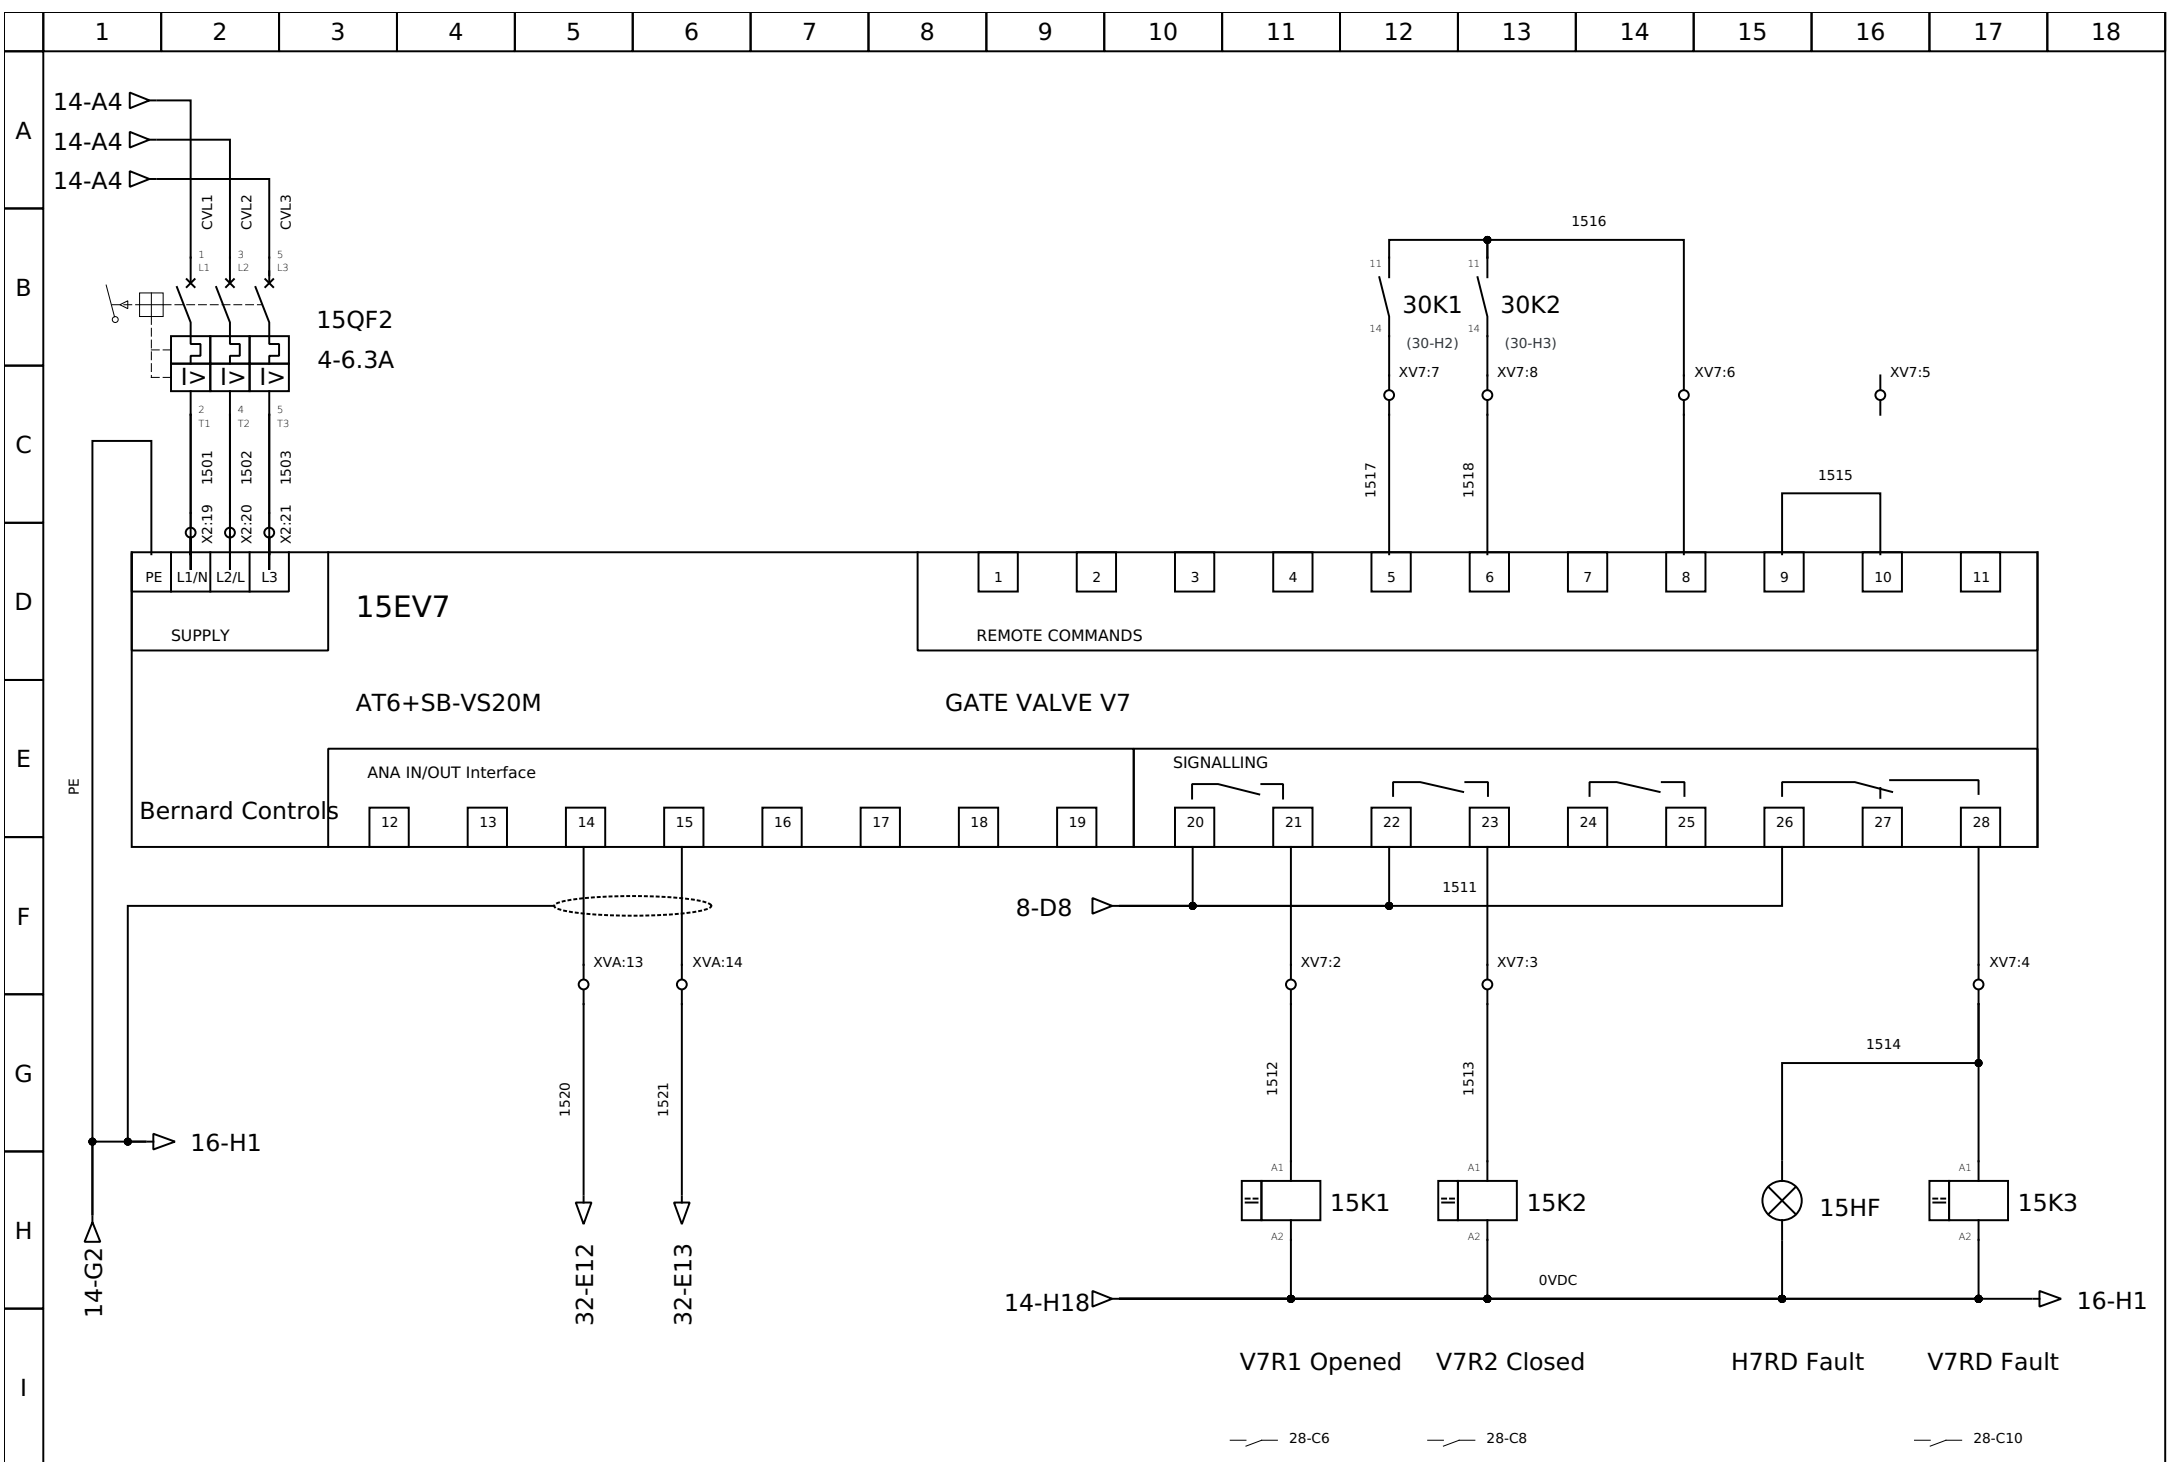 1 2 3 4 5 6 7 8 9 10 11 12 13 14 15 16 17 18
A
B
C
D
E
F
G
H
I
14-A4
14-A4
14-A4
CVL1 CVL2 CVL3
1 3 5
L1 L2 L3
15QF2
4-6.3A
I> I> I>
2 4 5
T1 T2 T3
1501 1502 1503
X2:19 X2:20 X2:21
1516
11 11
30K1 30K2
14 14
(30-H2) (30-H3)
XV7:7 XV7:8 XV7:6 XV7:5
1517 1518 1515
PE L1/N L2/L L3
SUPPLY
15EV7
1 2 3 4 5 6 7 8 9 10 11
REMOTE COMMANDS
AT6+SB-VS20M GATE VALVE V7
PE
ANA IN/OUT Interface
SIGNALLING
Bernard Controls
12 13 14 15 16 17 18 19 20 21 22 23 24 25 26 27 28
8-D8 1511
XVA:13 XVA:14 XV7:2 XV7:3 XV7:4
1514
1520 1521 1512 1513
16-H1
A1 A1 A1
15K1 15K2 15HF 15K3
A2 A2 A2
14-G2 32-E12 32-E13
14-H18 0VDC 16-H1
V7R1 Opened V7R2 Closed H7RD Fault V7RD Fault
28-C6 28-C8 28-C10